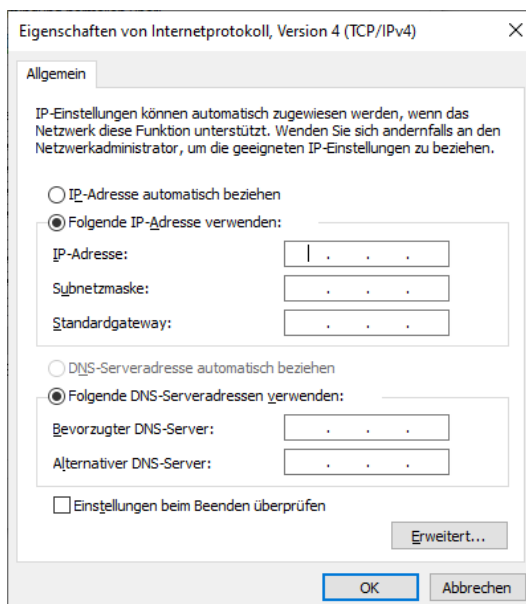 Eigenschaften von Internetprotokoll, Version 4 (TCP/IPv4)
Allgemein
IP-Einstellungen können automatisch zugewiesen werden, wenn das
Netzwerk diese Funktion unterstützt. Wenden Sie sich andernfalls an den
Netzwerkadministrator, um die geeigneten IP-Einstellungen zu beziehen.
IP-Adresse automatisch beziehen
Folgende IP-Adresse verwenden:
IP-Adresse: . . .
Subnetzmaske: . . .
Standardgateway: . . .
DNS-Serveradresse automatisch beziehen
Folgende DNS-Serveradressen verwenden:
Bevorzugter DNS-Server: . . .
Alternativer DNS-Server: . . .
Einstellungen beim Beenden überprüfen
Erweitert...
OK Abbrechen